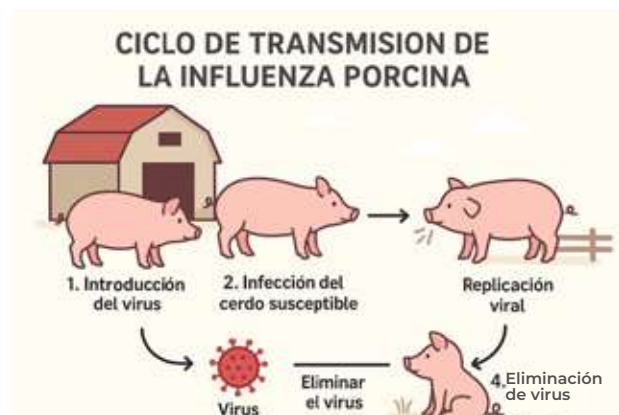 CICLO DE TRANSMISION DE
LA INFLUENZA PORCINA
1. Introducción
del virus
2. Infección del
cerdo susceptible
Replicación
viral
Virus
Eliminar
el virus
4.Eliminación
de virus